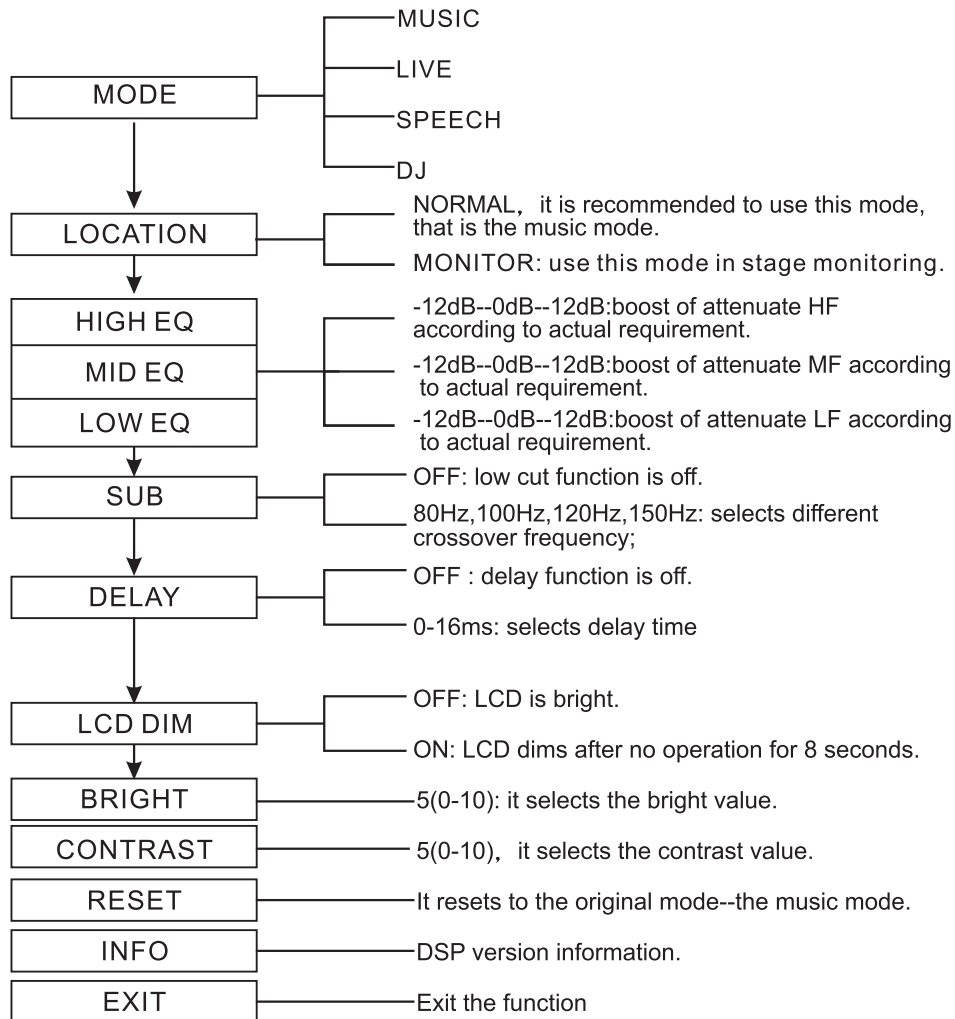 MODE
MUSIC
LIVE
SPEECH
DJ
LOCATION
NORMAL，it is recommended to use this mode,
that is the music mode.
MONITOR: use this mode in stage monitoring.
HIGH EQ
-12dB--0dB--12dB:boost of attenuate HF
according to actual requirement.
MID EQ
-12dB--0dB--12dB:boost of attenuate MF according
to actual requirement.
LOW EQ
-12dB--0dB--12dB:boost of attenuate LF according
to actual requirement.
SUB
OFF: low cut function is off.
80Hz,100Hz,120Hz,150Hz: selects different
crossover frequency;
DELAY
OFF : delay function is off.
0-16ms: selects delay time
LCD DIM
OFF: LCD is bright.
ON: LCD dims after no operation for 8 seconds.
BRIGHT
5(0-10): it selects the bright value.
CONTRAST
5(0-10)，it selects the contrast value.
RESET
It resets to the original mode--the music mode.
INFO
DSP version information.
EXIT
Exit the function